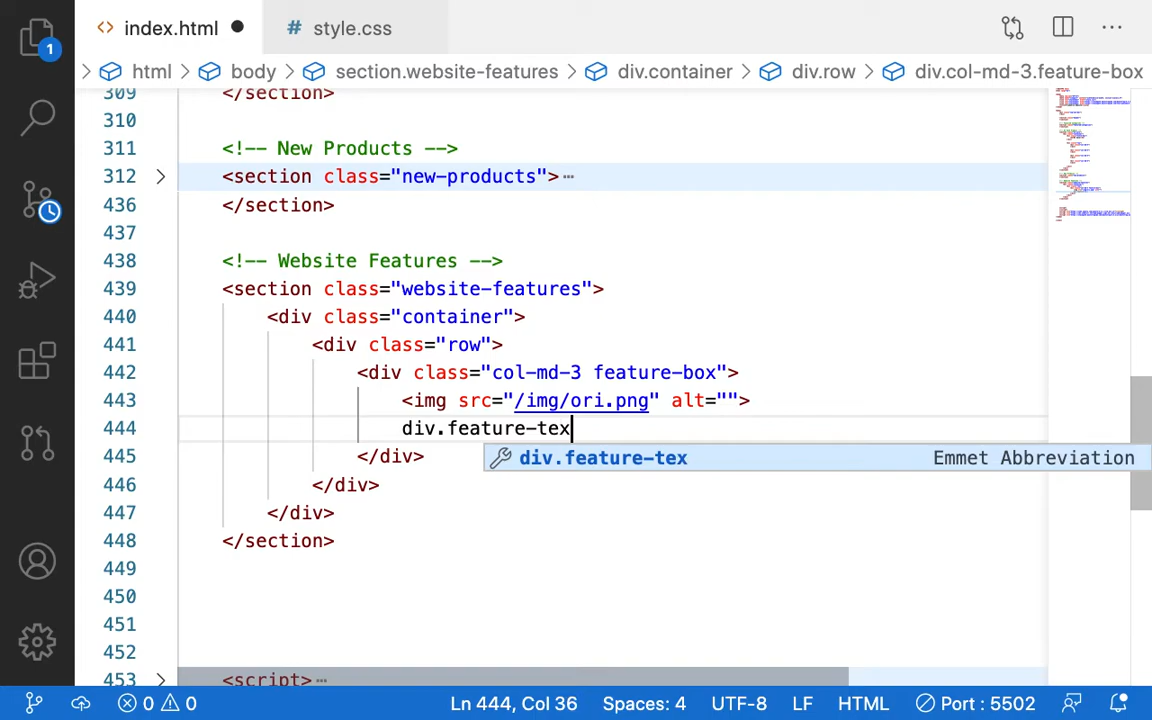 index.html
# style.css
1
html body section.website-features div.container div.row div.col-md-3.feature-box
309 </section>
310
311 <!-- New Products -->
312 <section class="new-products">
436 </section>
437
438 <!-- Website Features -->
439 <section class="website-features">
440 <div class="container">
441 <div class="row">
442 <div class="col-md-3 feature-box">
443 <img src="/img/ori.png" alt="">
444 div.feature-tex
div.feature-tex Emmet Abbreviation
445 </div>
446 </div>
447 </div>
448 </section>
449
450
451
452
453 <script>
0 0 Ln 444, Col 36 Spaces: 4 UTF-8 LF HTML Port : 5502